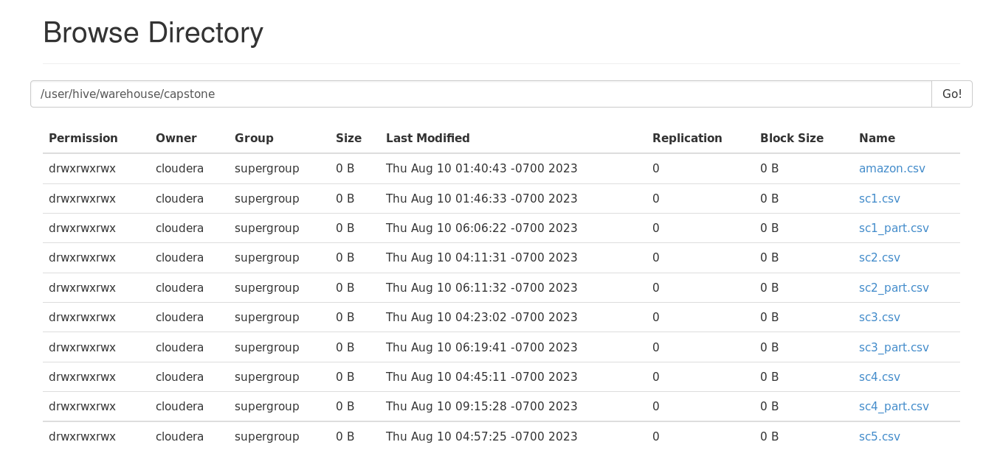 Browse Directory
/user/hive/warehouse/capstone Go!
Permission Owner Group Size Last Modified Replication Block Size Name
drwxrwxrwx cloudera supergroup 0 B Thu Aug 10 01:40:43 -0700 2023 0 0 B amazon.csv
drwxrwxrwx cloudera supergroup 0 B Thu Aug 10 01:46:33 -0700 2023 0 0 B sc1.csv
drwxrwxrwx cloudera supergroup 0 B Thu Aug 10 06:06:22 -0700 2023 0 0 B sc1_part.csv
drwxrwxrwx cloudera supergroup 0 B Thu Aug 10 04:11:31 -0700 2023 0 0 B sc2.csv
drwxrwxrwx cloudera supergroup 0 B Thu Aug 10 06:11:32 -0700 2023 0 0 B sc2_part.csv
drwxrwxrwx cloudera supergroup 0 B Thu Aug 10 04:23:02 -0700 2023 0 0 B sc3.csv
drwxrwxrwx cloudera supergroup 0 B Thu Aug 10 06:19:41 -0700 2023 0 0 B sc3_part.csv
drwxrwxrwx cloudera supergroup 0 B Thu Aug 10 04:45:11 -0700 2023 0 0 B sc4.csv
drwxrwxrwx cloudera supergroup 0 B Thu Aug 10 09:15:28 -0700 2023 0 0 B sc4_part.csv
drwxrwxrwx cloudera supergroup 0 B Thu Aug 10 04:57:25 -0700 2023 0 0 B sc5.csv